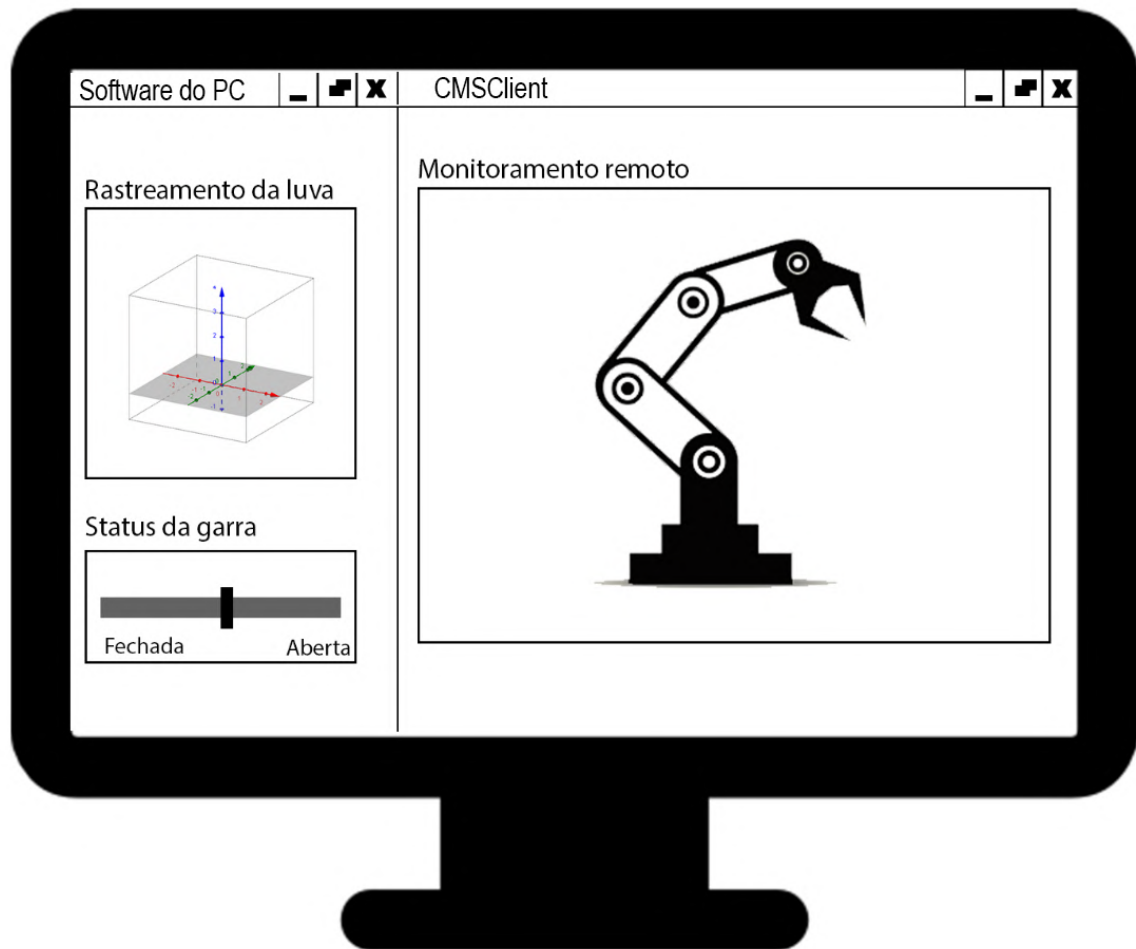 Software do PC
CMSClient
Rastreamento da luva
Status da garra
Fechada
Aberta
Monitoramento remoto